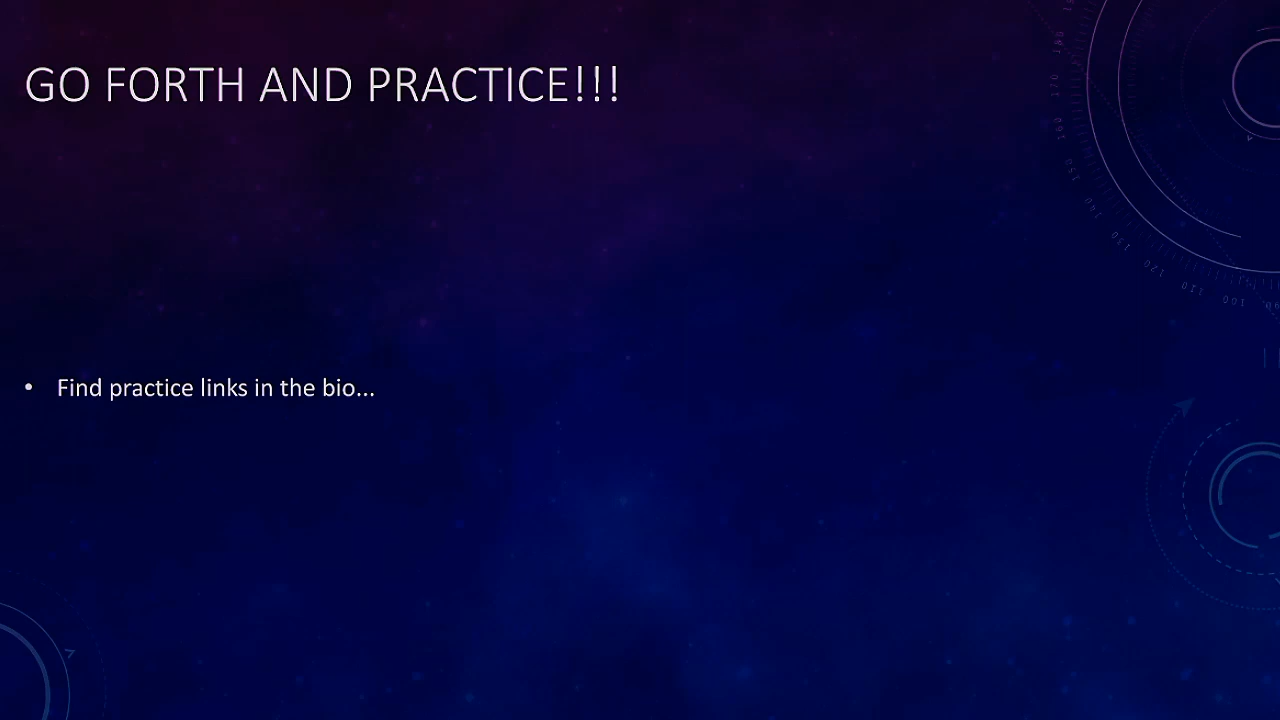 GO FORTH AND PRACTICE!!!
• Find practice links in the bio...